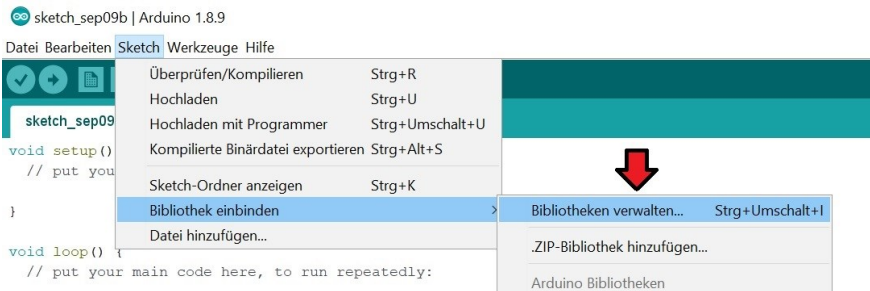 sketch_sep09b | Arduino 1.8.9
Datei Bearbeiten Sketch Werkzeuge Hilfe
Überprüfen/Kompilieren Strg+R
Hochladen Strg+U
sketch_sep09
Hochladen mit Programmer Strg+Umschalt+U
void setup()
Kompilierte Binärdatei exportieren Strg+Alt+S
// put you
Sketch-Ordner anzeigen Strg+K
}
Bibliothek einbinden
Bibliotheken verwalten... Strg+Umschalt+I
Datei hinzufügen...
.ZIP-Bibliothek hinzufügen...
void loop() {
// put your main code here, to run repeatedly:
Arduino Bibliotheken